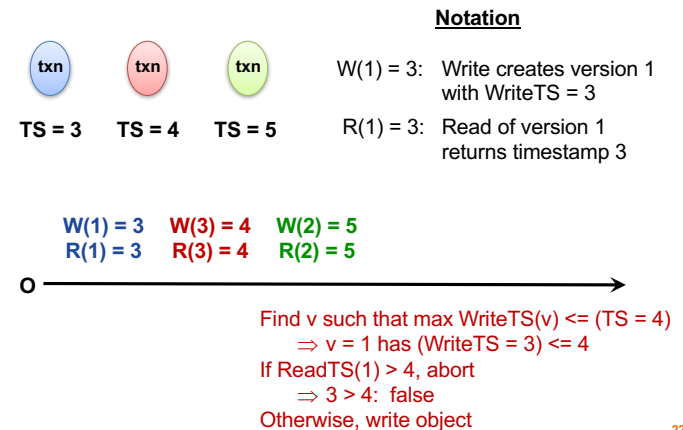 Notation
txn txn txn
W(1) = 3: Write creates version 1
with WriteTS = 3
TS = 3 TS = 4 TS = 5
R(1) = 3: Read of version 1
returns timestamp 3
W(1) = 3 W(3) = 4 W(2) = 5
R(1) = 3 R(3) = 4 R(2) = 5
O
Find v such that max WriteTS(v) <= (TS = 4)
⇒ v = 1 has (WriteTS = 3) <= 4
If ReadTS(1) > 4, abort
⇒ 3 > 4: false
Otherwise, write object